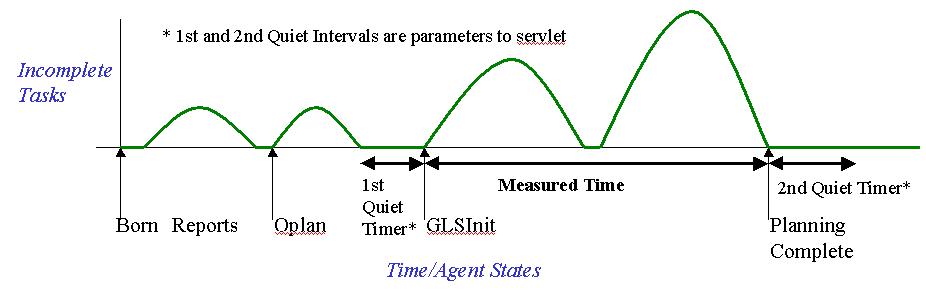 * 1st and 2nd Quiet Intervals are parameters to servlet
Incomplete
Tasks
1st
Quiet
Timer*
Measured Time
2nd Quiet Timer*
Born Reports
Oplan
GLSInit
Planning
Complete
Time/Agent States